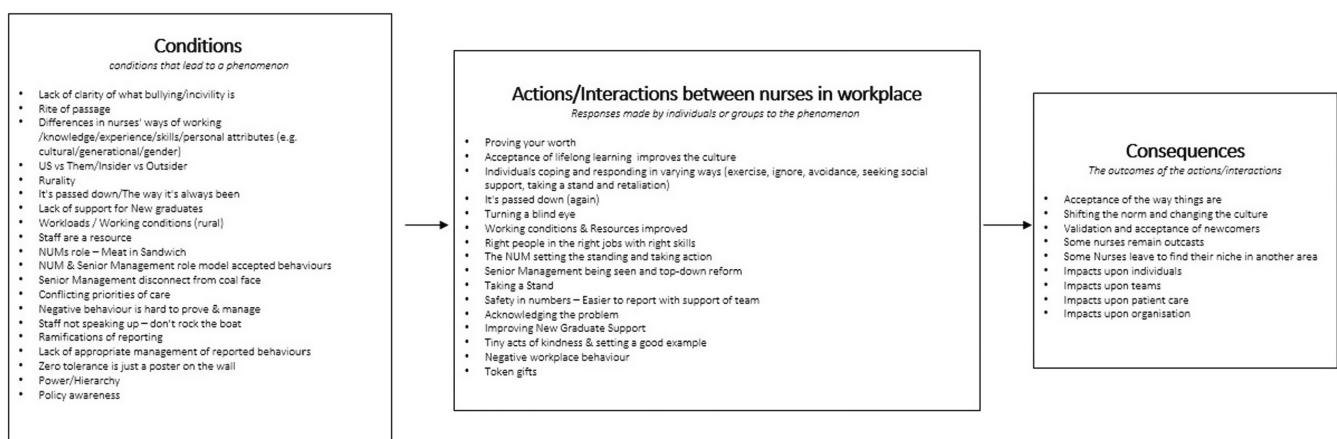 Conditions
conditions that lead to a phenomenon
• Lack of clarity of what bullying/incivility is
• Rite of passage
• Differences in nurses' ways of working
/knowledge/experience/skills/personal attributes (e.g.
cultural/generational/gender)
• US vs Them/Insider vs Outsider
• Rurality
• It's passed down/The way it's always been
• Lack of support for New graduates
• Workloads / Working conditions (rural)
• Staff are a resource
• NUMs role – Meat in Sandwich
• NUM & Senior Management role model accepted behaviours
• Senior Management disconnect from coal face
• Conflicting priorities of care
• Negative behaviour is hard to prove & manage
• Staff not speaking up – don't rock the boat
• Ramifications of reporting
• Lack of appropriate management of reported behaviours
• Zero tolerance is just a poster on the wall
• Power/Hierarchy
• Policy awareness
Actions/Interactions between nurses in workplace
Responses made by individuals or groups to the phenomenon
• Proving your worth
• Acceptance of lifelong learning improves the culture
• Individuals coping and responding in varying ways (exercise, ignore, avoidance, seeking social
support, taking a stand and retaliation)
• It's passed down (again)
• Turning a blind eye
• Working conditions & Resources improved
• Right people in the right jobs with right skills
• The NUM setting the standing and taking action
• Senior Management being seen and top-down reform
• Taking a Stand
• Safety in numbers – Easier to report with support of team
• Acknowledging the problem
• Improving New Graduate Support
• Tiny acts of kindness & setting a good example
• Negative workplace behaviour
• Token gifts
Consequences
The outcomes of the actions/interactions
• Acceptance of the way things are
• Shifting the norm and changing the culture
• Validation and acceptance of newcomers
• Some nurses remain outcasts
• Some Nurses leave to find their niche in another area
• Impacts upon individuals
• Impacts upon teams
• Impacts upon patient care
• Impacts upon organisation